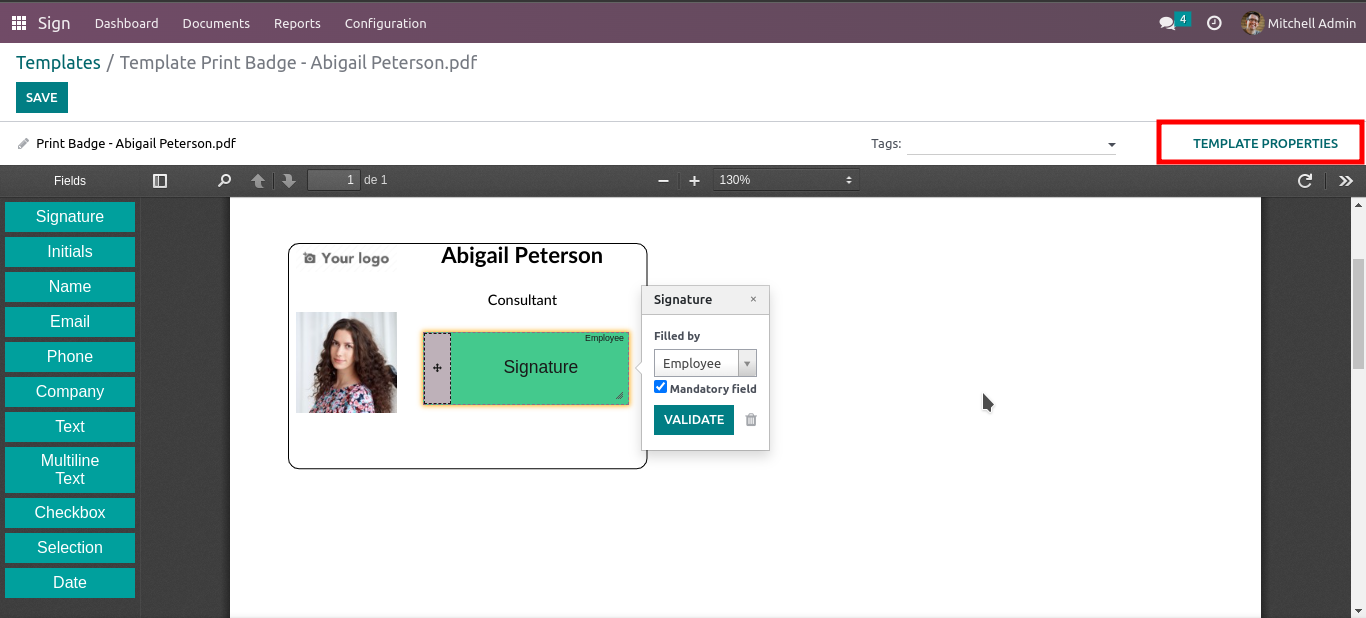 Sign Dashboard Documents Reports Configuration 4 Mitchell Admin
Templates / Template Print Badge - Abigail Peterson.pdf
SAVE
Print Badge - Abigail Peterson.pdf Tags: TEMPLATE PROPERTIES
Fields 1 de 1 130%
Signature
Initials
Name
Email
Phone
Company
Text
Multiline
Text
Checkbox
Selection
Date
Your logo
Abigail Peterson
Consultant
Employee
Signature
Signature ×
Filled by
Employee
Mandatory field
VALIDATE